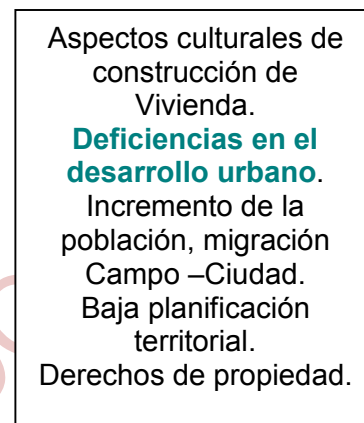 Aspectos culturales de
construcción de
Vivienda.
Deficiencias en el
desarrollo urbano.
Incremento de la
población, migración
Campo –Ciudad.
Baja planificación
territorial.
Derechos de propiedad.